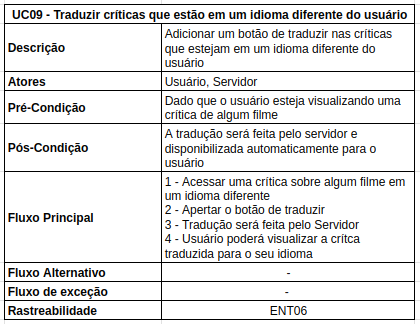 UC09 - Traduzir críticas que estão em um idioma diferente do usuário
Descrição
Adicionar um botão de traduzir nas críticas
que estejam em um idioma diferente do
usuário
Atores
Usuário, Servidor
Pré-Condição
Dado que o usuário esteja visualizando uma
crítica de algum filme
Pós-Condição
A tradução será feita pelo servidor e
disponibilizada automaticamente para o
usuário
Fluxo Principal
1 - Acessar uma crítica sobre algum filme em
um idioma diferente
2 - Apertar o botão de traduzir
3 - Tradução será feita pelo Servidor
4 - Usuário poderá visualizar a crítca
traduzida para o seu idioma
Fluxo Alternativo
-
Fluxo de exceção
-
Rastreabilidade
ENT06